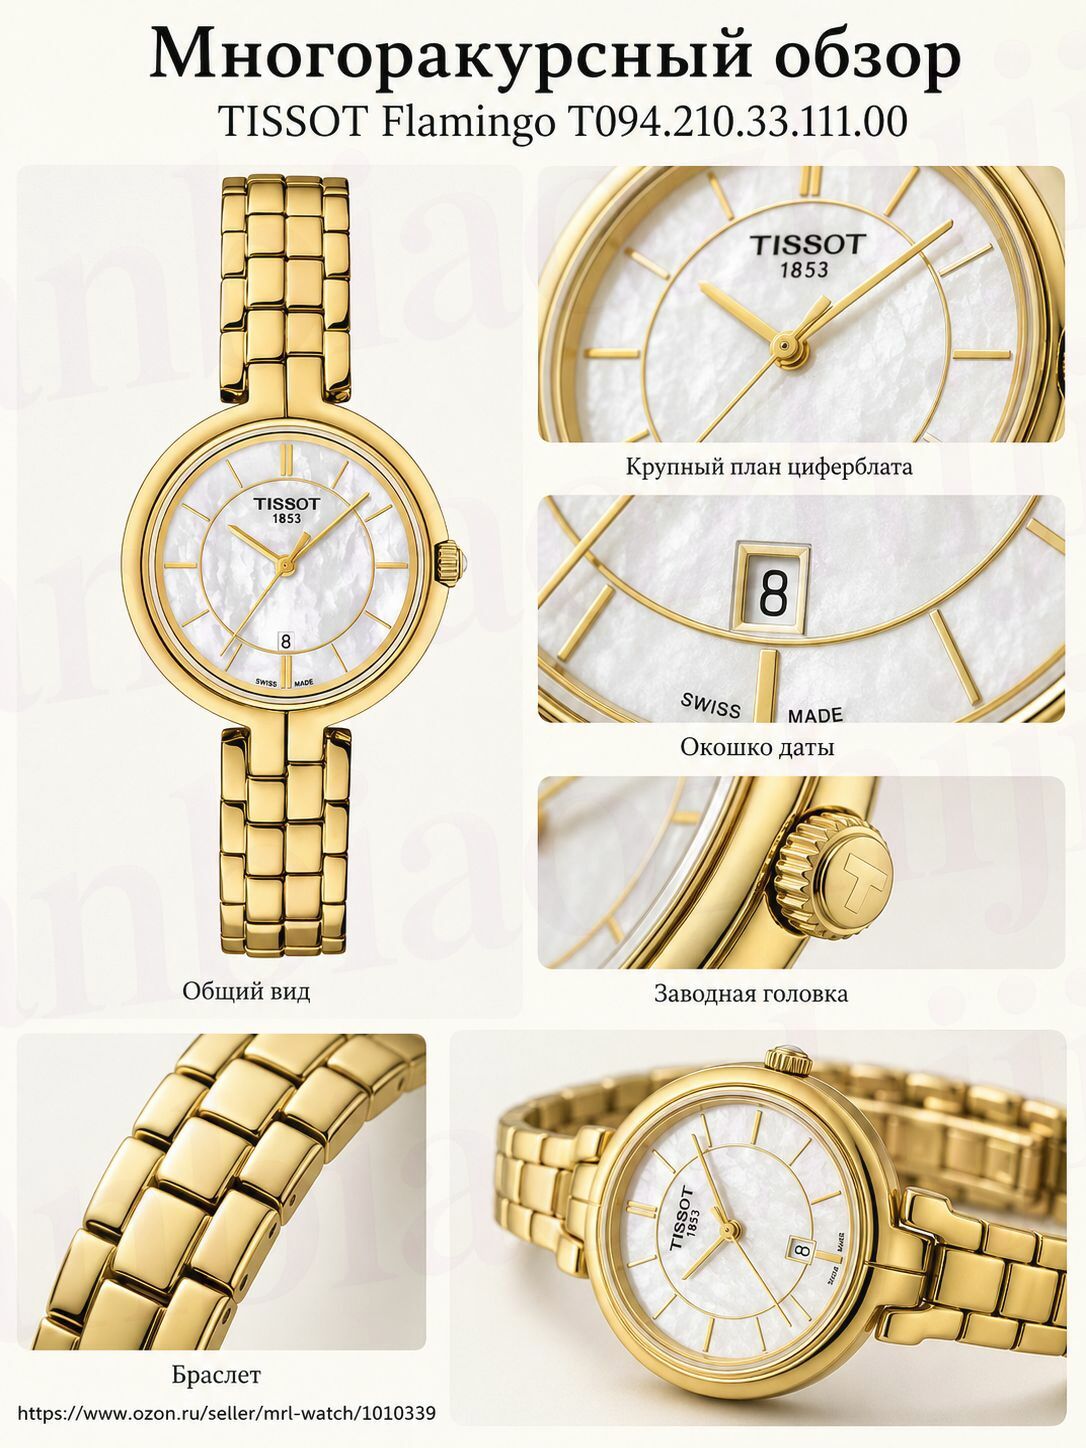 Многоракурсный обзор
TISSOT Flamingo T094.210.33.111.00
TISSOT
1853
8
SWISS MADE
Общий вид
TISSOT
1853
Крупный план циферблата
8
SWISS MADE
Окошко даты
T
Заводная головка
Браслет
https://www.ozon.ru/seller/mrl-watch/1010339
TISSOT
1853
8